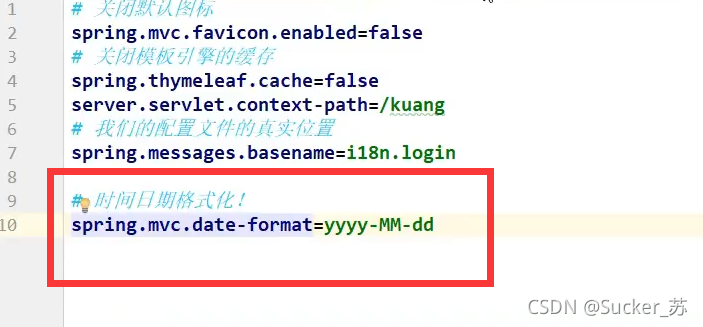 1 # 关闭默认图标
2 spring.mvc.favicon.enabled=false
3 # 关闭模板引擎的缓存
4 spring.thymeleaf.cache=false
5 server.servlet.context-path=/kuang
6 # 我们的配置文件的真实位置
7 spring.messages.basename=i18n.login
8
9 # 时间日期格式化！
10 spring.mvc.date-format=yyyy-MM-dd
CSDN @Sucker_苏